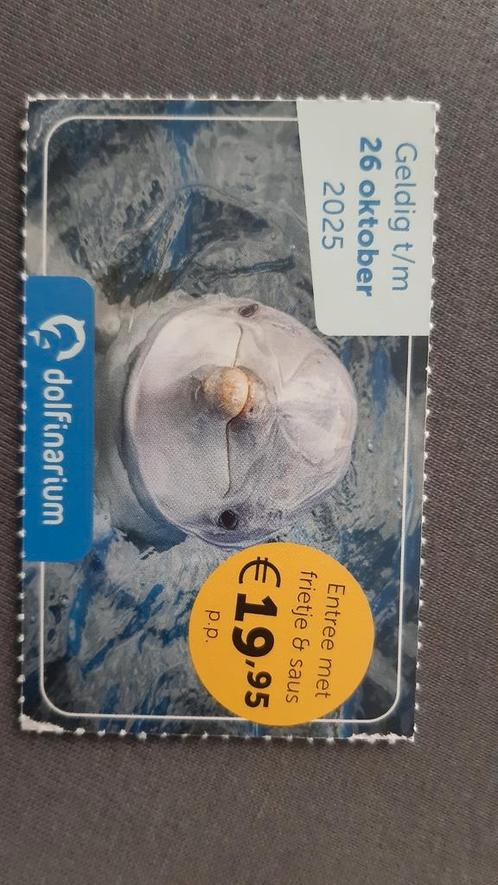 Geldig t/m
26 oktober
2025
Entree met
frietje & saus
€19,95
p.p.
dolfinarium